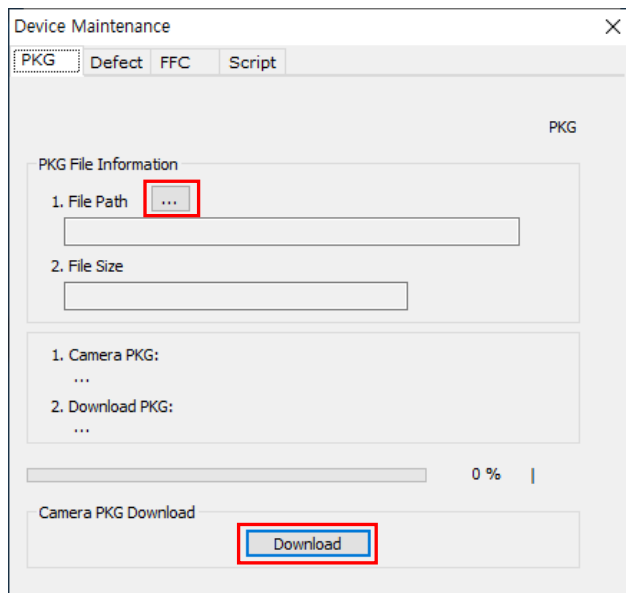 Device Maintenance
PKG Defect FFC Script
PKG
PKG File Information
1. File Path ...
2. File Size
1. Camera PKG:
...
2. Download PKG:
...
0 % |
Camera PKG Download
Download